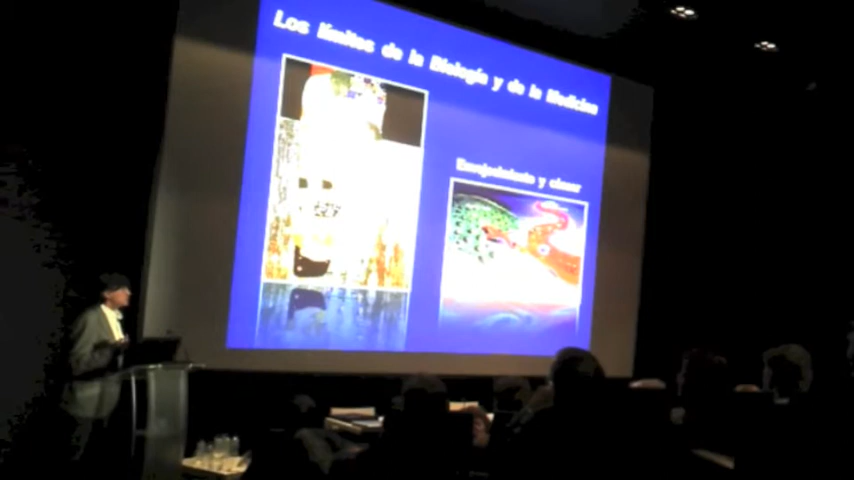 Los límites de la Biología y de la Medicina
Envejecimiento y cáncer